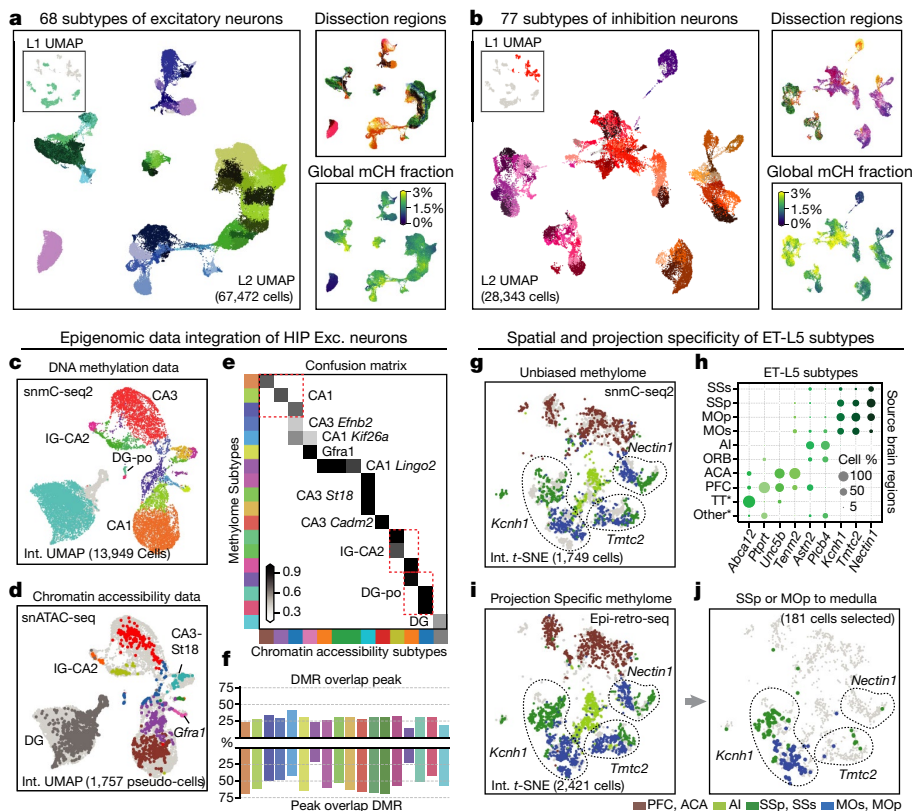 a 68 subtypes of excitatory neurons
L1 UMAP
L2 UMAP
(67,472 cells)
Dissection regions
Global mCH fraction
3%
1.5%
0%
b 77 subtypes of inhibition neurons
L1 UMAP
L2 UMAP
(28,343 cells)
Dissection regions
Global mCH fraction
3%
1.5%
0%
Epigenomic data integration of HIP Exc. neurons
c DNA methylation data
snmC-seq2
CA3
IG-CA2
DG-po
CA1
Int. UMAP (13,949 Cells)
d Chromatin accessibility data
snATAC-seq
CA3-
St18
IG-CA2
DG
Gfra1
Int. UMAP (1,757 pseudo-cells)
e Confusion matrix
Methylome Subtypes
CA1
CA3 Efnb2
CA1 Kif26a
Gfra1
CA1 Lingo2
CA3 St18
CA3 Cadm2
IG-CA2
DG-po
DG
0.9
0.6
0.3
Chromatin accessibility subtypes
f
DMR overlap peak
75
50
25
%
25
50
75
Peak overlap DMR
Spatial and projection specificity of ET-L5 subtypes
g Unbiased methylome
snmC-seq2
Nectin1
Kcnh1
Tmtc2
Int. t-SNE (1,749 cells)
h ET-L5 subtypes
SSs
SSp
MOp
MOs
AI
ORB
ACA
PFC
TT*
Other*
Source brain regions
Cell %
100
50
5
Abca12
Ptprt
Unc5b
Tenm2
Astn2
Plcb4
Kcnh1
Tmtc2
Nectin1
i Projection Specific methylome
Epi-retro-seq
Nectin1
Kcnh1
Tmtc2
Int. t-SNE (2,421 cells)
j SSp or MOp to medulla
(181 cells selected)
Nectin1
Kcnh1
Tmtc2
PFC, ACA AI SSp, SSs MOs, MOp